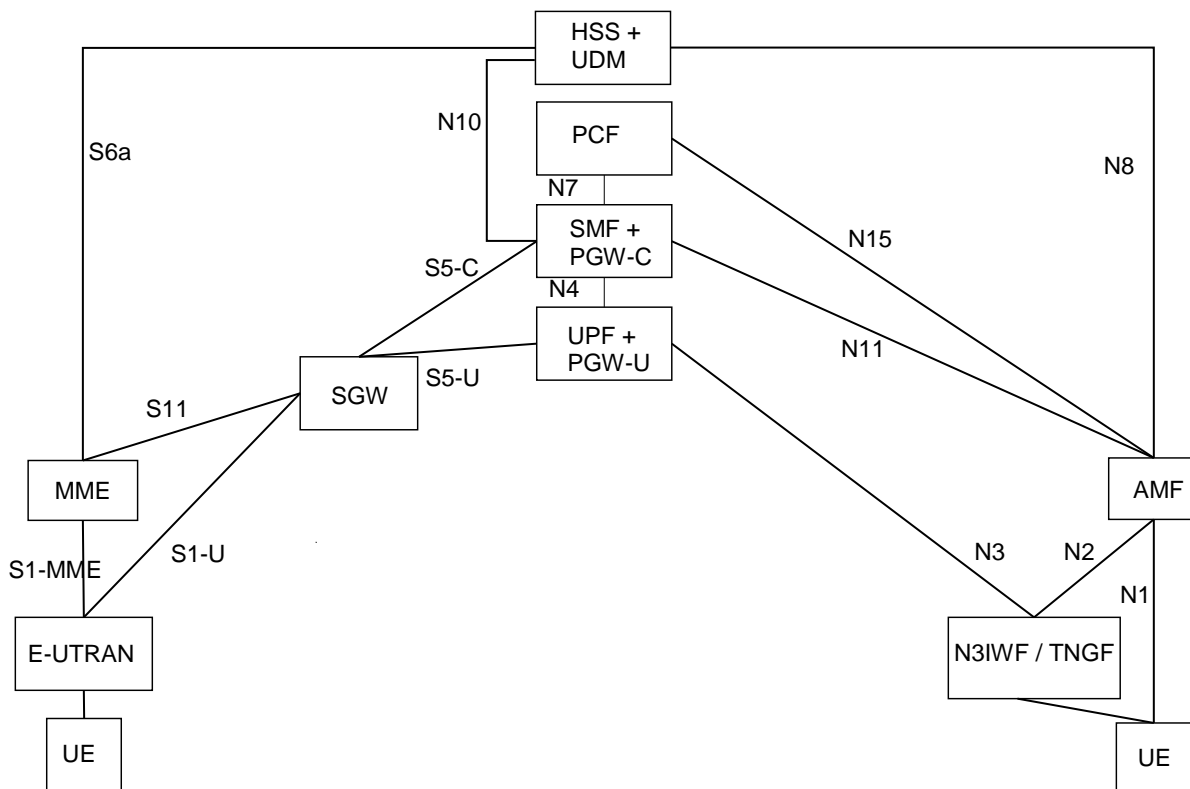 HSS +
UDM
N10
PCF
S6a
N8
N7
SMF +
PGW-C
N15
S5-C
N4
UPF +
PGW-U
N11
S5-U
SGW
S11
MME
AMF
S1-U
N3
N2
S1-MME
N1
E-UTRAN
N3IWF / TNGF
UE
UE